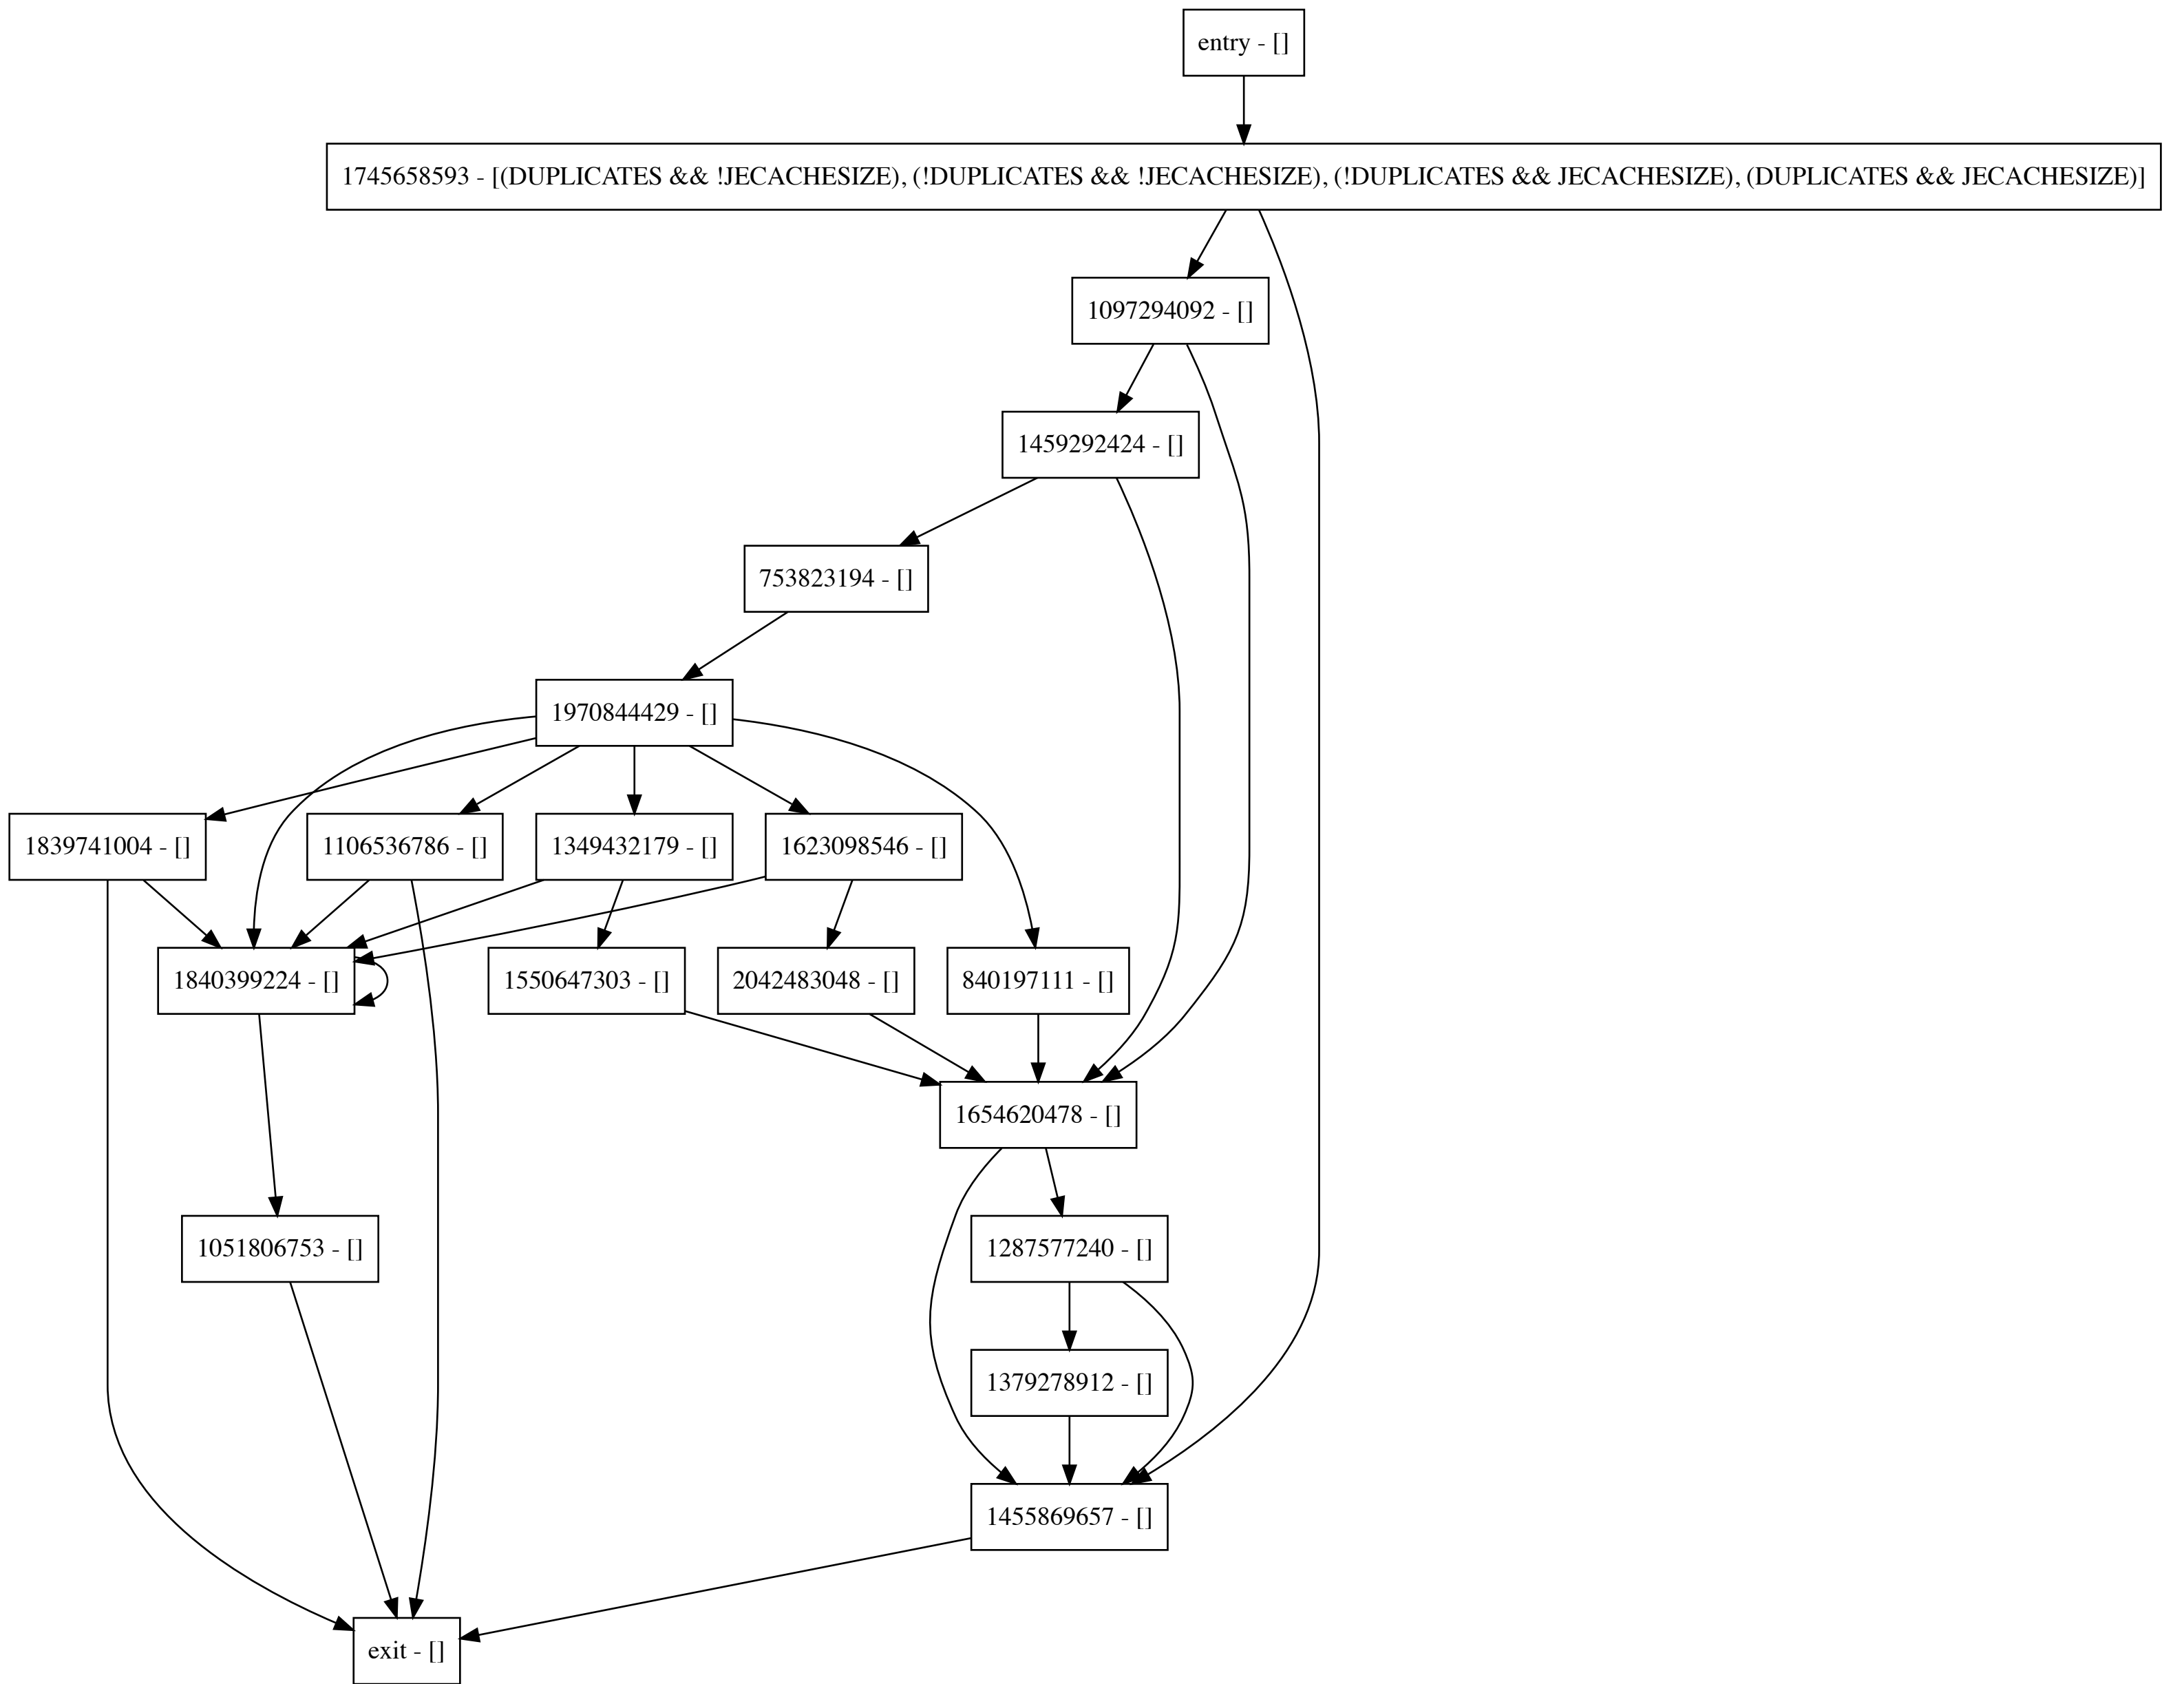 entry - []
1745658593 - [(DUPLICATES && !JECACHESIZE), (!DUPLICATES && !JECACHESIZE), (!DUPLICATES && JECACHESIZE), (DUPLICATES && JECACHESIZE)]
1097294092 - []
1459292424 - []
753823194 - []
1970844429 - []
1839741004 - []
1106536786 - []
1349432179 - []
1623098546 - []
1840399224 - []
1550647303 - []
2042483048 - []
840197111 - []
1654620478 - []
1051806753 - []
1287577240 - []
1379278912 - []
1455869657 - []
exit - []